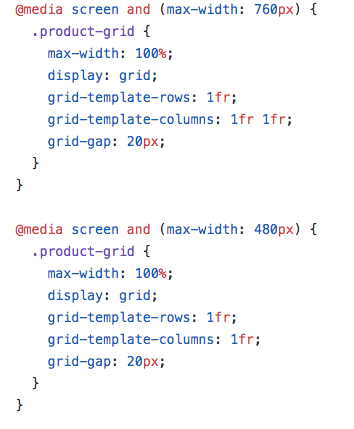 @media screen and (max-width: 760px) {
  .product-grid {
    max-width: 100%;
    display: grid;
    grid-template-rows: 1fr;
    grid-template-columns: 1fr 1fr;
    grid-gap: 20px;
  }
}

@media screen and (max-width: 480px) {
  .product-grid {
    max-width: 100%;
    display: grid;
    grid-template-rows: 1fr;
    grid-template-columns: 1fr;
    grid-gap: 20px;
  }
}